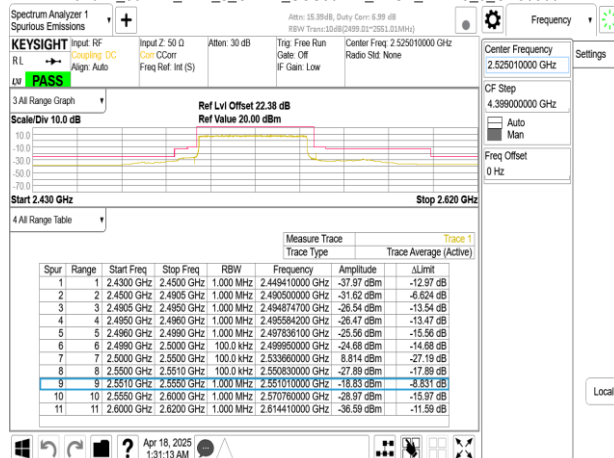 Spectrum Analyzer 1
Spurious Emissions
+
Attn: 15.39dB, Duty Corr: 6.99 dB
RBW Trans:10dB(2499.01~2551.01MHz)
Frequency
Settings
KEYSIGHT
RL
PASS
Input: RF
Coupling: DC
Align: Auto
Input Z: 50 Ω
Corr CCorr
Freq Ref: Int (S)
Atten: 30 dB
Trig: Free Run
Gate: Off
IF Gain: Low
Center Freq: 2.525010000 GHz
Radio Std: None
Center Frequency
2.525010000 GHz
CF Step
4.399000000 GHz
Auto
Man
Freq Offset
0 Hz
Local
3 All Range Graph
Scale/Div 10.0 dB
Ref Lvl Offset 22.38 dB
Ref Value 20.00 dBm
10.0
-10.0
-30.0
-50.0
-70.0
Start 2.430 GHz
Stop 2.620 GHz
4 All Range Table
Measure Trace Trace 1
Trace Type Trace Average (Active)
Spur Range Start Freq Stop Freq RBW Frequency Amplitude ΔLimit
1 1 2.4300 GHz 2.4500 GHz 1.000 MHz 2.449410000 GHz -37.97 dBm -12.97 dB
2 2 2.4500 GHz 2.4905 GHz 1.000 MHz 2.490500000 GHz -31.62 dBm -6.624 dB
3 3 2.4905 GHz 2.4950 GHz 1.000 MHz 2.494874700 GHz -26.54 dBm -13.54 dB
4 4 2.4950 GHz 2.4960 GHz 1.000 MHz 2.495584200 GHz -26.47 dBm -13.47 dB
5 5 2.4960 GHz 2.4990 GHz 1.000 MHz 2.497836100 GHz -25.56 dBm -15.56 dB
6 6 2.4990 GHz 2.5000 GHz 100.0 kHz 2.499950000 GHz -24.68 dBm -14.68 dB
7 7 2.5000 GHz 2.5500 GHz 100.0 kHz 2.533660000 GHz 8.814 dBm -27.19 dB
8 8 2.5500 GHz 2.5510 GHz 100.0 kHz 2.550830000 GHz -27.89 dBm -17.89 dB
9 9 2.5510 GHz 2.5550 GHz 1.000 MHz 2.551010000 GHz -18.83 dBm -8.831 dB
10 10 2.5550 GHz 2.6000 GHz 1.000 MHz 2.570760000 GHz -28.97 dBm -15.97 dB
11 11 2.6000 GHz 2.6200 GHz 1.000 MHz 2.614410000 GHz -36.59 dBm -11.59 dB
?
Apr 18, 2025
1:31:13 AM